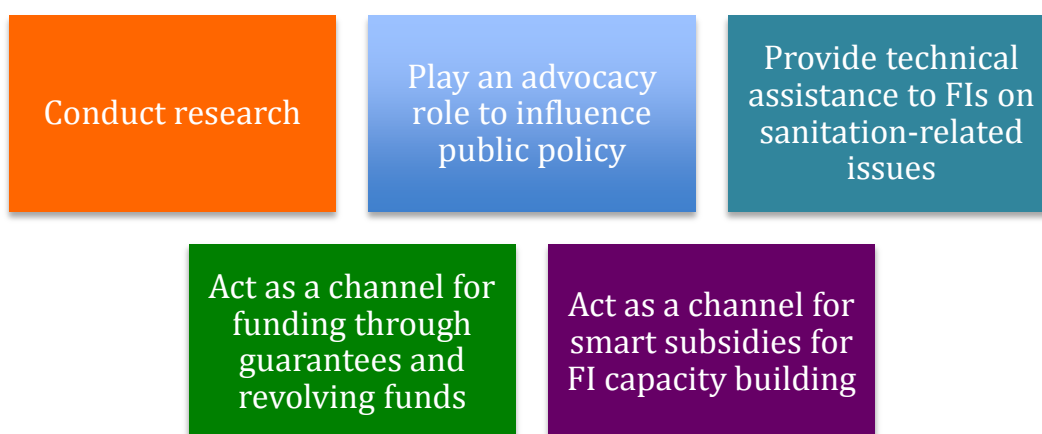 Conduct research
Play an advocacy
role to influence
public policy
Provide technical
assistance to FIs on
sanitation-related
issues
Act as a channel for
funding through
guarantees and
revolving funds
Act as a channel for
smart subsidies for
FI capacity building